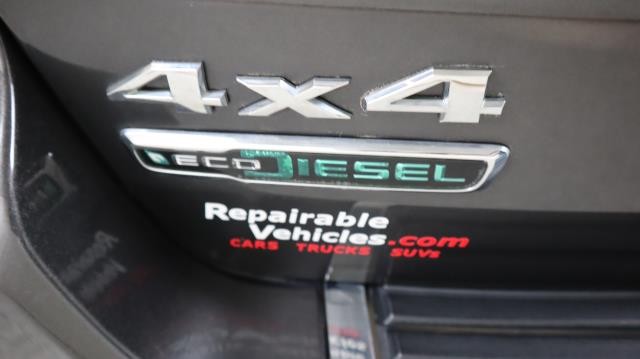 4x4
ECODIESEL
Repairable
Vehicles.com
CARS TRUCKS SUVs